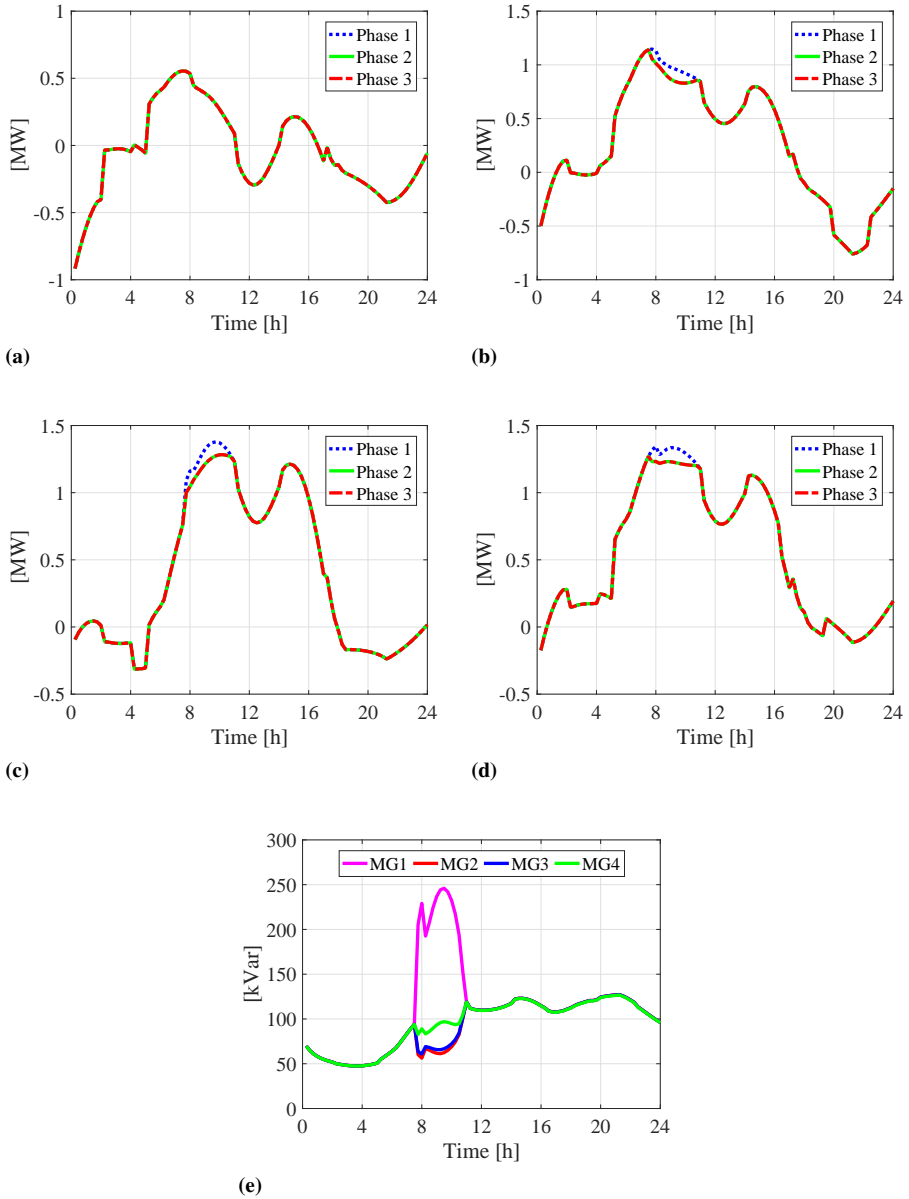 1
0.5
0
-0.5
-1
[MW]
0 4 8 12 16 20 24
Time [h]
Phase 1
Phase 2
Phase 3
(a)
1.5
1
0.5
0
-0.5
-1
[MW]
0 4 8 12 16 20 24
Time [h]
Phase 1
Phase 2
Phase 3
(b)
1.5
1
0.5
0
-0.5
[MW]
0 4 8 12 16 20 24
Time [h]
Phase 1
Phase 2
Phase 3
(c)
1.5
1
0.5
0
-0.5
[MW]
0 4 8 12 16 20 24
Time [h]
Phase 1
Phase 2
Phase 3
(d)
300
250
200
150
100
50
0
[kVar]
0 4 8 12 16 20 24
Time [h]
MG1 MG2 MG3 MG4
(e)